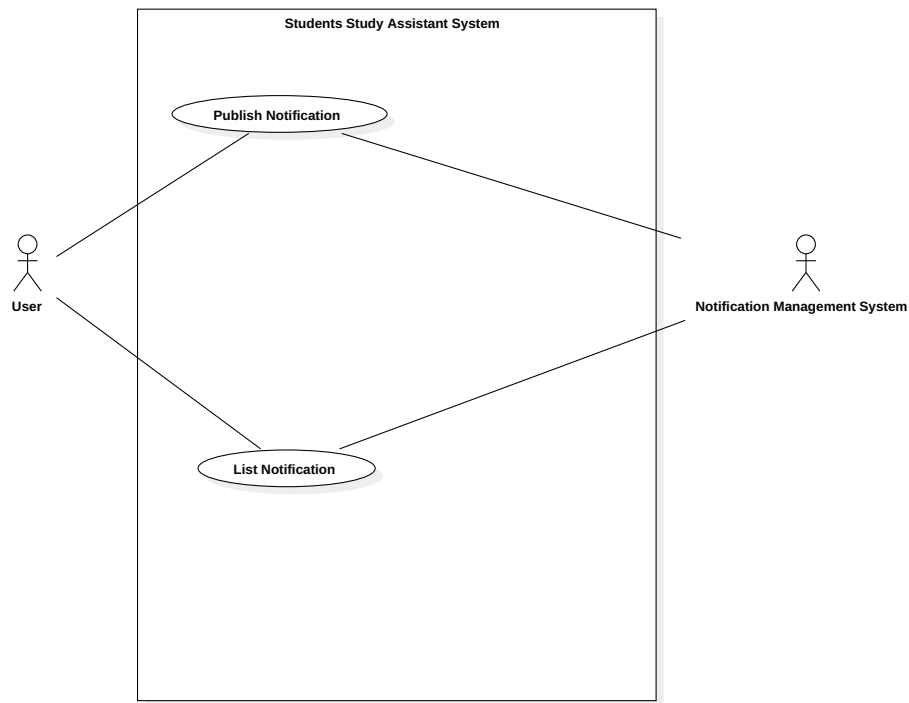 Students Study Assistant System
Publish Notification
User
Notification Management System
List Notification